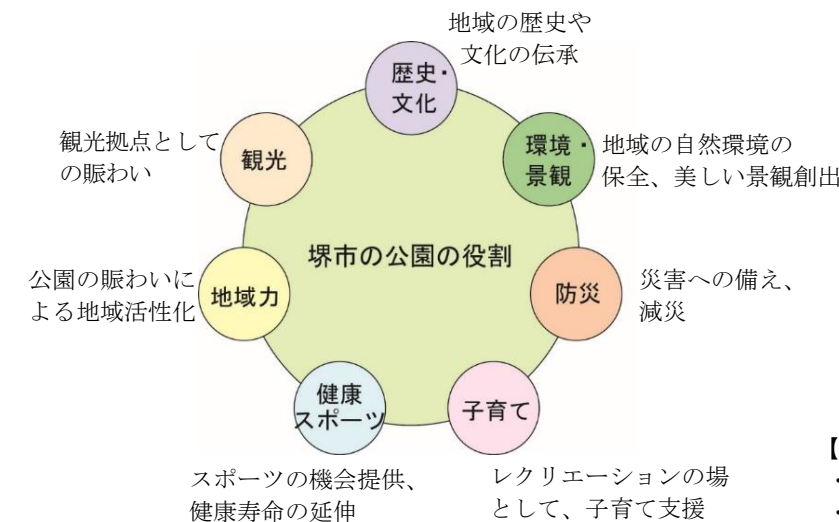 地域の歴史や
文化の伝承
歴史・
文化
環境・
景観
地域の自然環境の
保全、美しい景観創出
観光拠点として
の賑わい
観光
堺市の公園の役割
防災
災害への備え、
減災
公園の賑わいに
よる地域活性化
地域力
健康
スポーツ
スポーツの機会提供、
健康寿命の延伸
子育て
レクリエーションの場
として、子育て支援
【
・
・